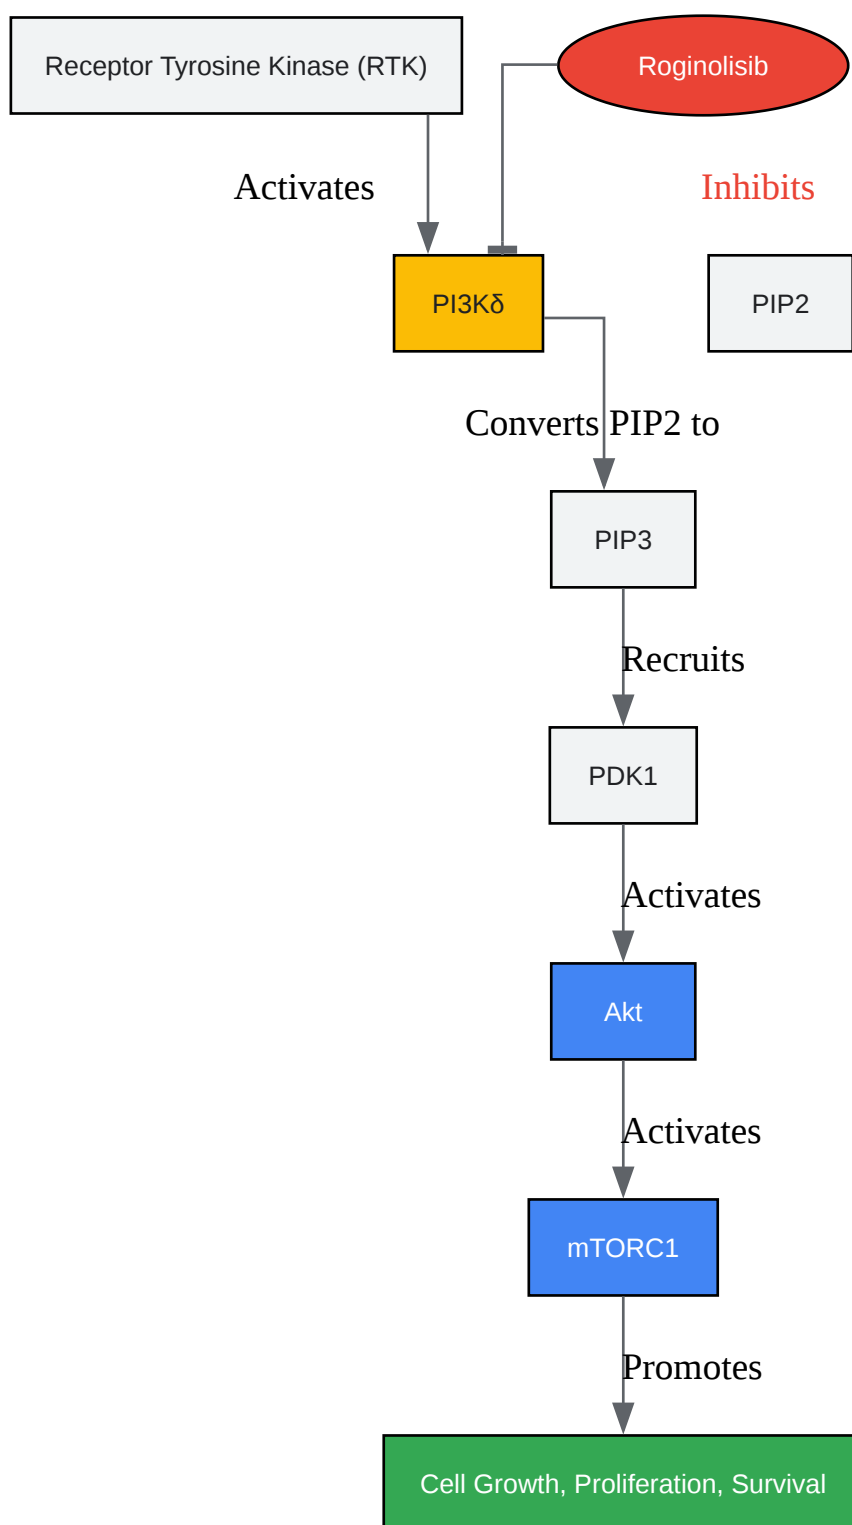 Receptor Tyrosine Kinase (RTK)
Roginolisib
Activates
Inhibits
PI3Kδ
PIP2
Converts PIP2 to
PIP3
Recruits
PDK1
Activates
Akt
Activates
mTORC1
Promotes
Cell Growth, Proliferation, Survival